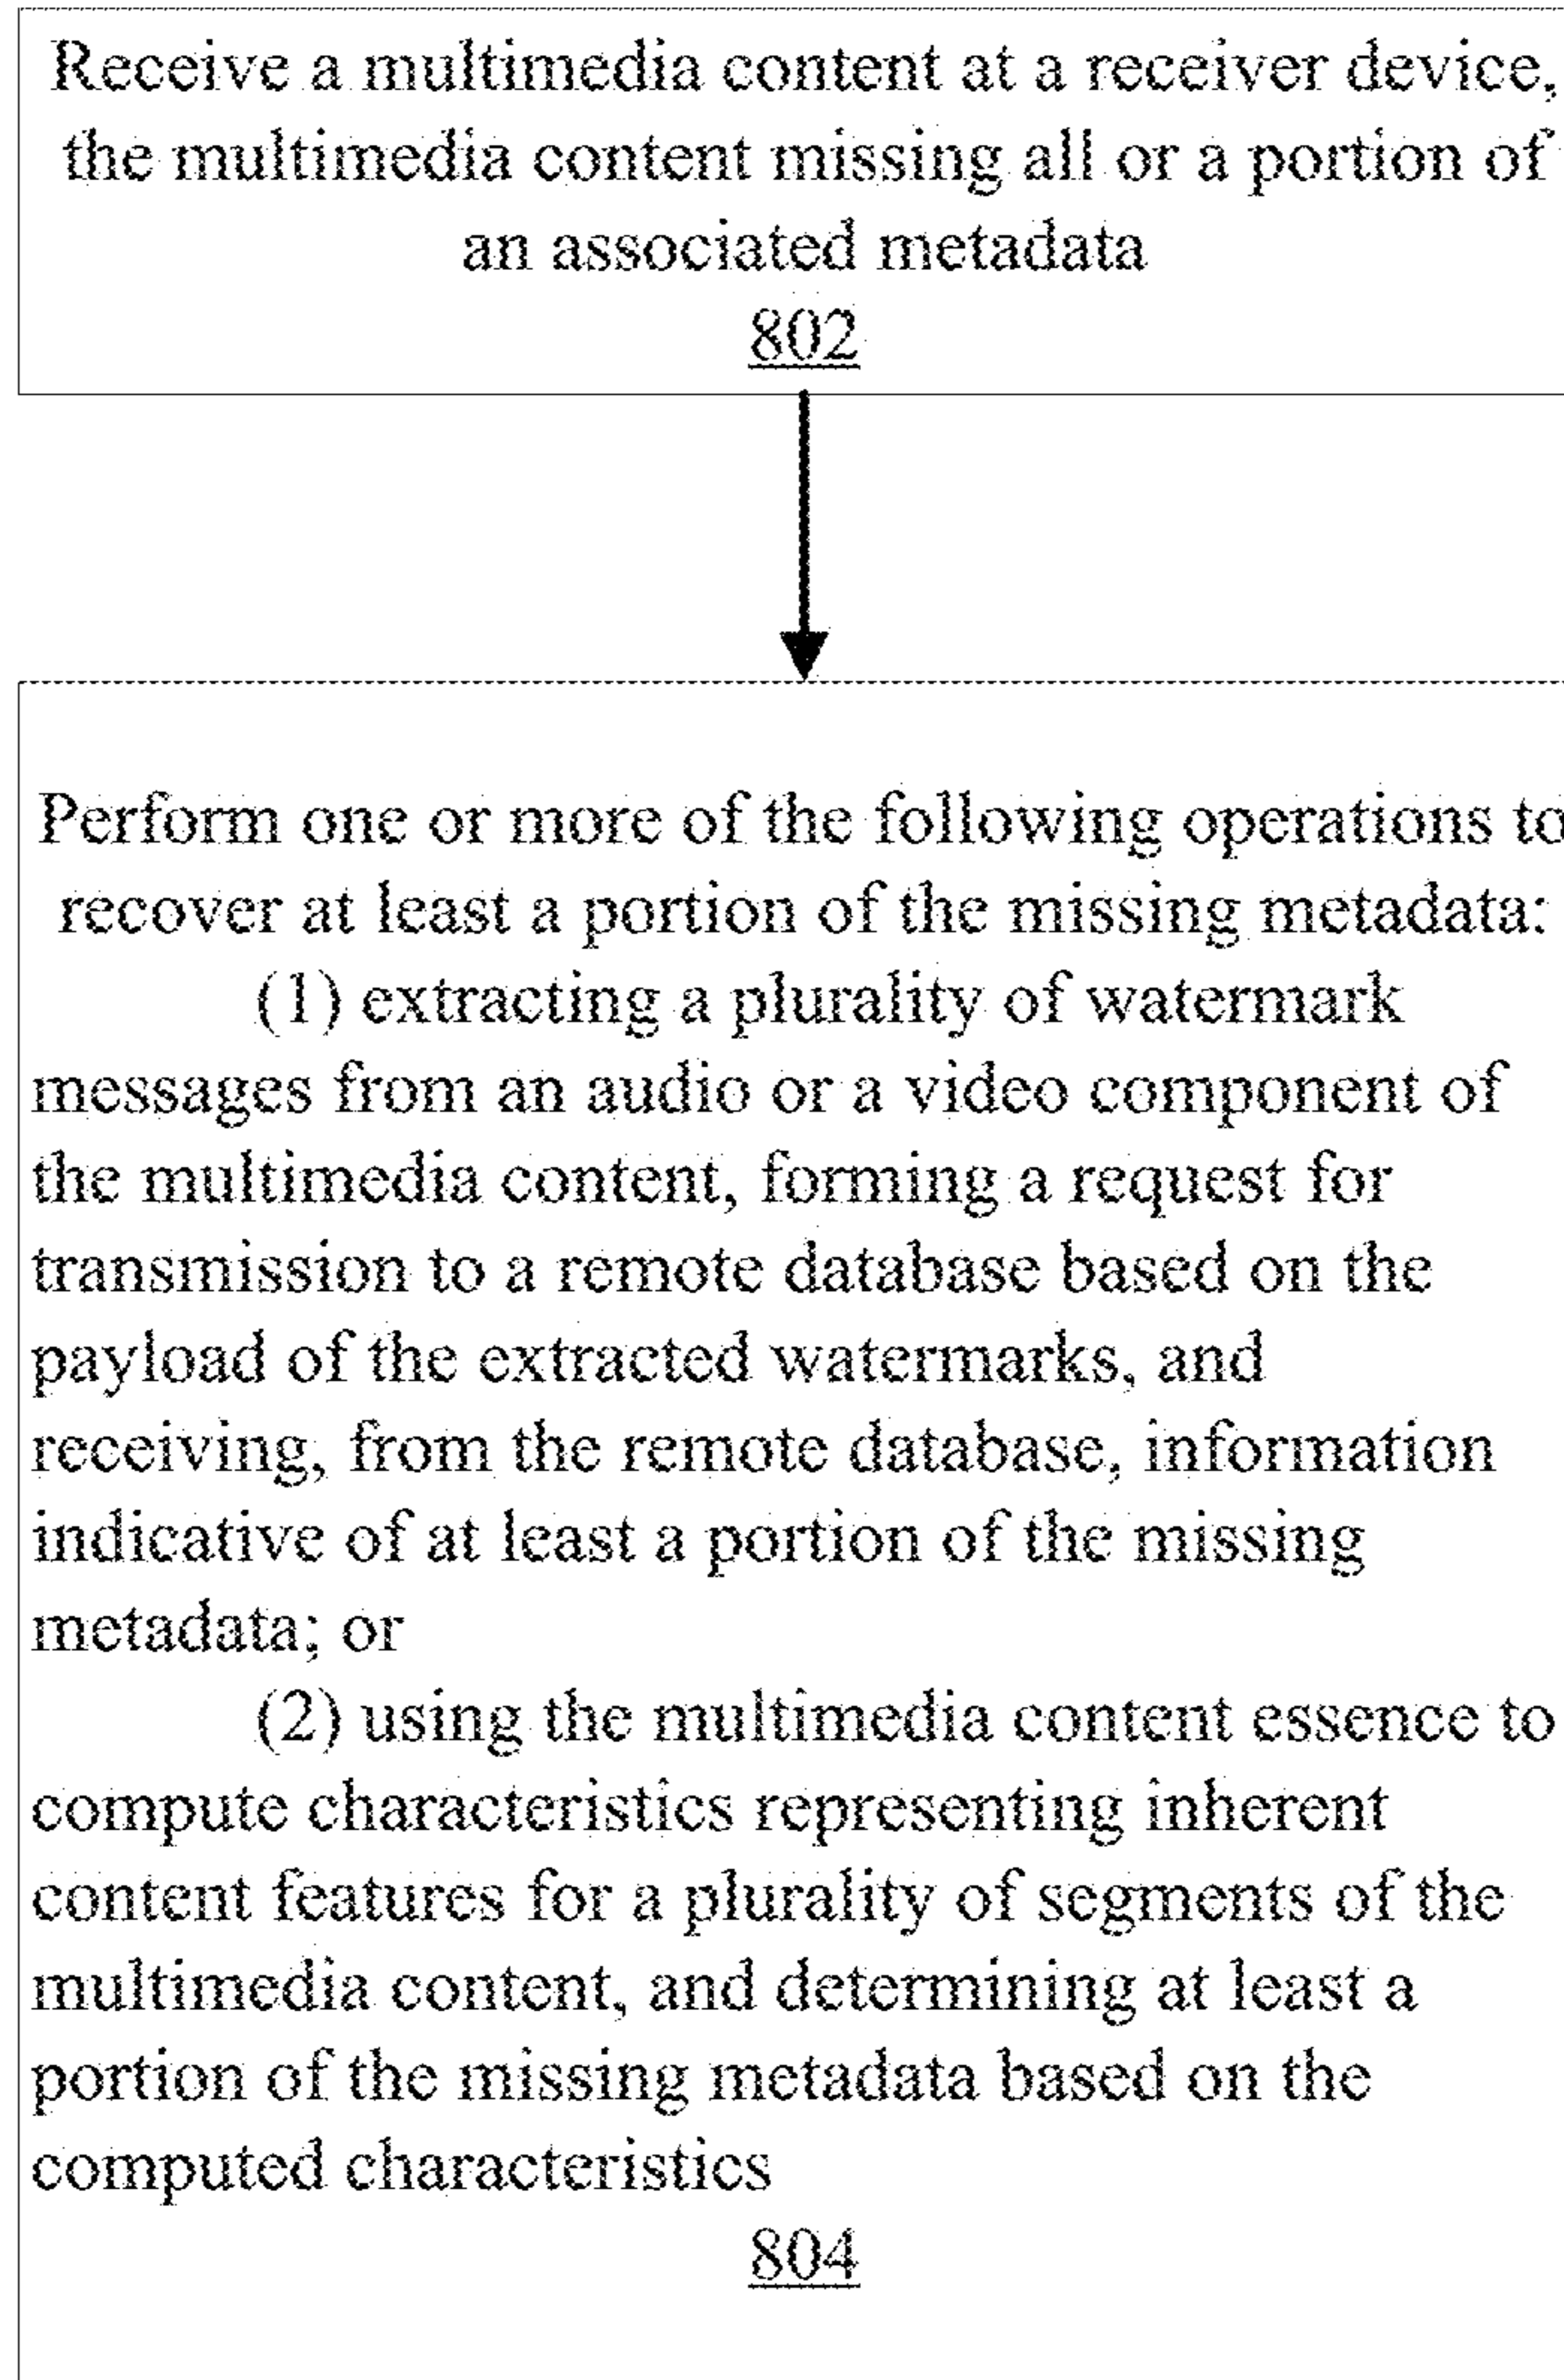 Receive a multimedia content at a receiver device,
the multimedia content missing all or a portion of
an associated metadata
802
Perform one or more of the following operations to
recover at least a portion of the missing metadata:
(1) extracting a plurality of watermark
messages from an audio or a video component of
the multimedia content, forming a request for
transmission to a remote database based on the
payload of the extracted watermarks, and
receiving, from the remote database, information
indicative of at least a portion of the missing
metadata; or
(2) using the multimedia content essence to
compute characteristics representing inherent
content features for a plurality of segments of the
multimedia content, and determining at least a
portion of the missing metadata based on the
computed characteristics
804